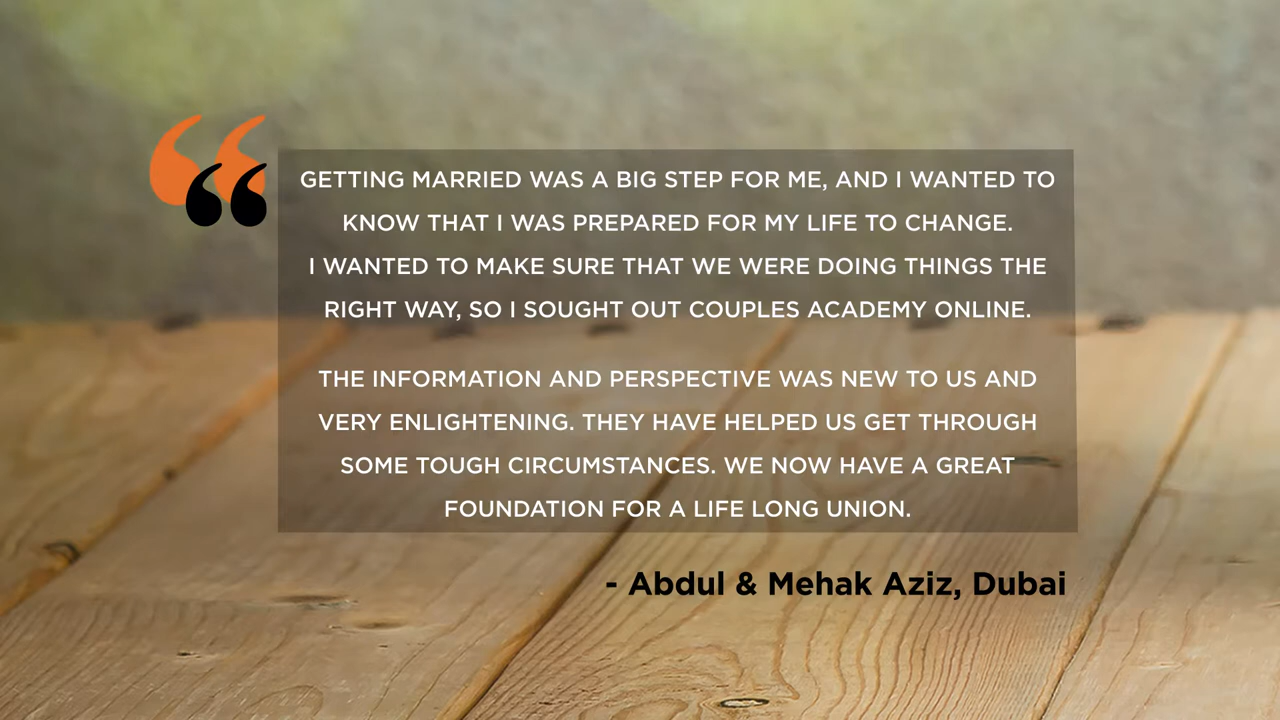 GETTING MARRIED WAS A BIG STEP FOR ME, AND I WANTED TO
KNOW THAT I WAS PREPARED FOR MY LIFE TO CHANGE.
I WANTED TO MAKE SURE THAT WE WERE DOING THINGS THE
RIGHT WAY, SO I SOUGHT OUT COUPLES ACADEMY ONLINE.
THE INFORMATION AND PERSPECTIVE WAS NEW TO US AND
VERY ENLIGHTENING. THEY HAVE HELPED US GET THROUGH
SOME TOUGH CIRCUMSTANCES. WE NOW HAVE A GREAT
FOUNDATION FOR A LIFE LONG UNION.
- Abdul & Mehak Aziz, Dubai